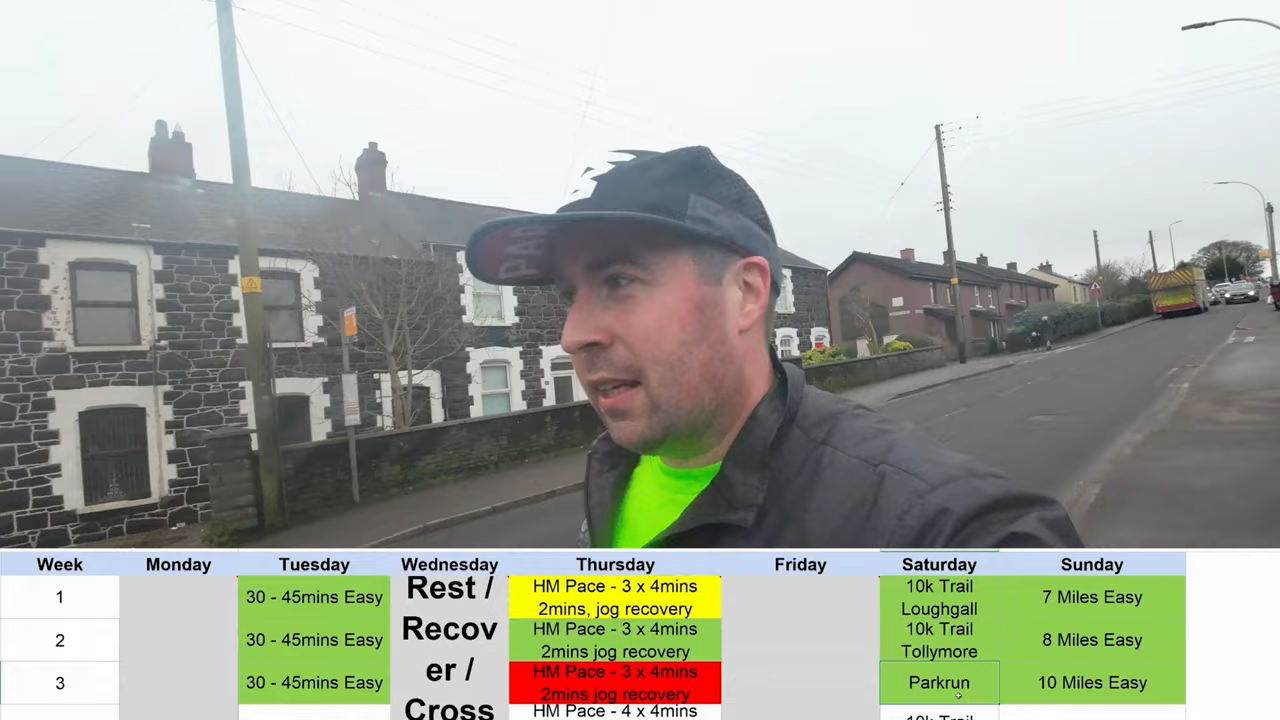 PAR
Week Monday Tuesday Wednesday Thursday Friday Saturday Sunday
1 30 - 45mins Easy HM Pace - 3 x 4mins 2mins, jog recovery 10k Trail Loughgall 7 Miles Easy
2 30 - 45mins Easy HM Pace - 3 x 4mins 2mins jog recovery 10k Trail Tollymore 8 Miles Easy
3 30 - 45mins Easy HM Pace - 3 x 4mins 2mins jog recovery Parkrun 10 Miles Easy
Rest /
Recov
er /
Cross
HM Pace - 4 x 4mins
10k Trail